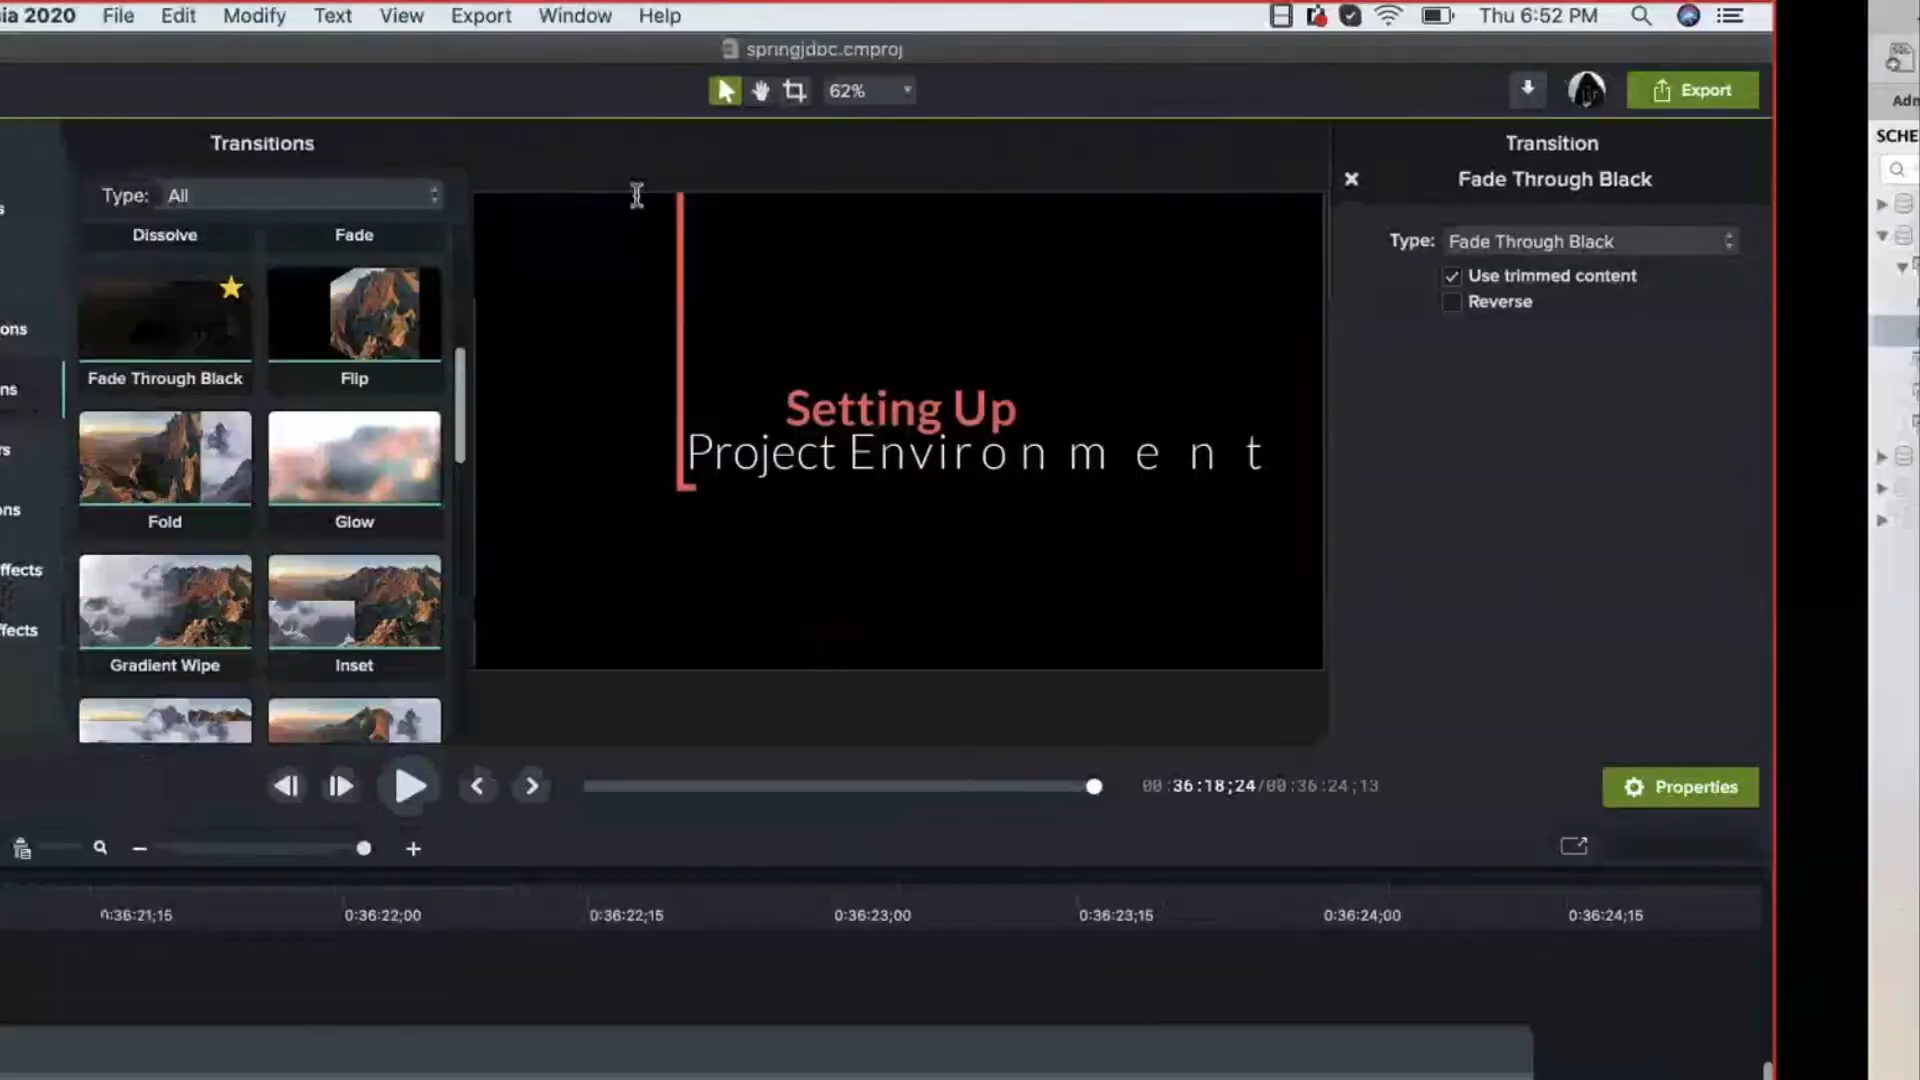 ia 2020 File Edit Modify Text View Export Window Help Thu 6:52 PM
springjdbc.cmproj
62% Export
Transitions
Type: All
Dissolve Fade
Fade Through Black Flip
Fold Glow
Gradient Wipe Inset
s
ons
ns
rs
ons
ffects
ffects
Setting Up
Project Environment
Transition
Fade Through Black
Type: Fade Through Black
Use trimmed content
Reverse
00:36:18;24/00:36:24;13
Properties
0:36:21;15 0:36:22;00 0:36:22;15 0:36:23;00 0:36:23;15 0:36:24;00 0:36:24;15
SQL
Adm
SCHE